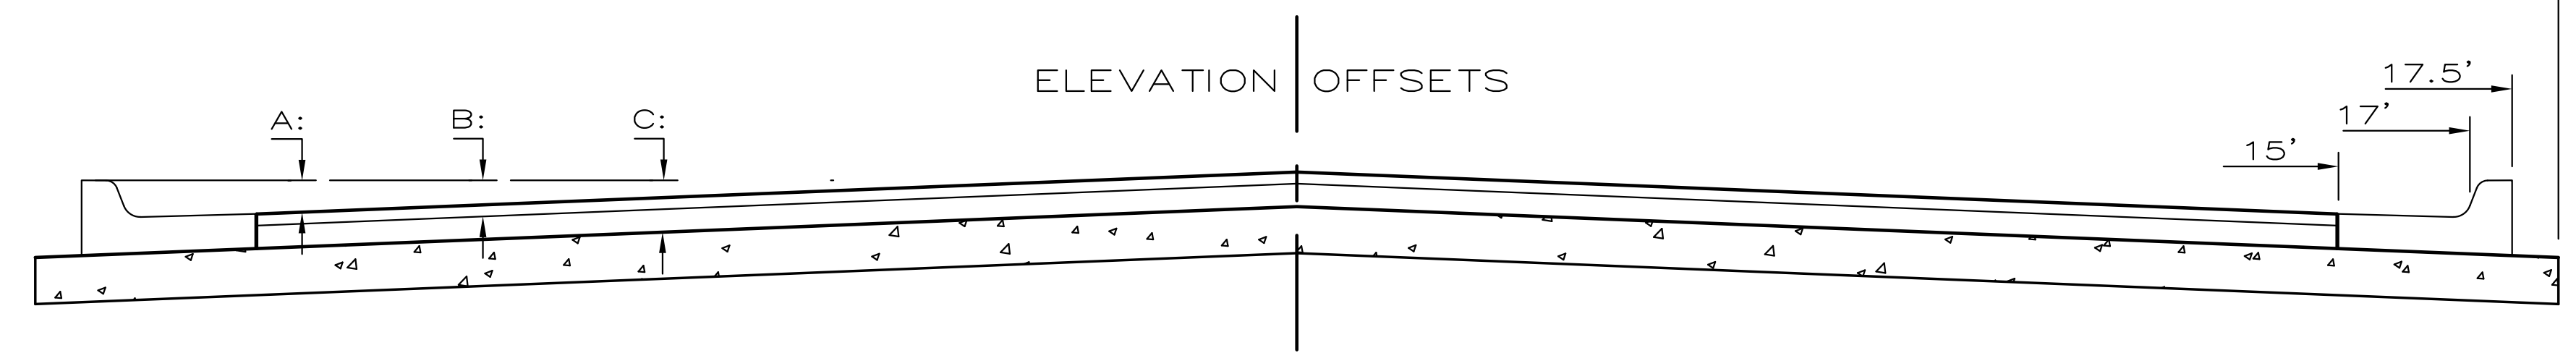 ELEVATION OFFSETS
17.5'
17'
15'
A:
B:
C: